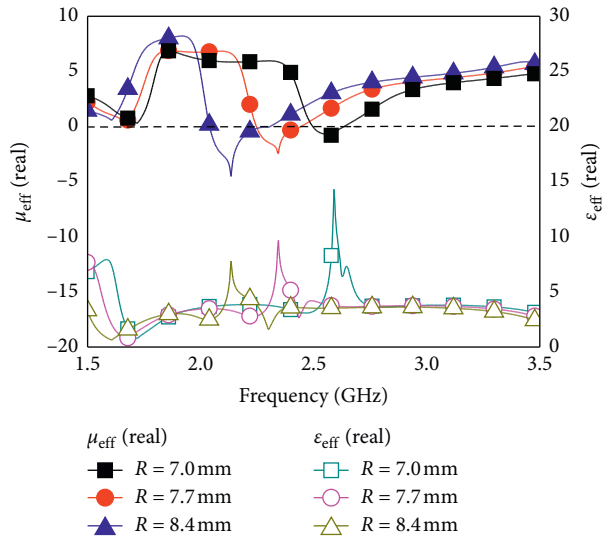 10
5
0
−5
−10
−15
−20
μeff (real)
30
25
20
15
10
5
0
εeff (real)
1.5
2.0
2.5
3.0
3.5
Frequency (GHz)
μeff (real)
R = 7.0 mm
R = 7.7 mm
R = 8.4 mm
εeff (real)
R = 7.0 mm
R = 7.7 mm
R = 8.4 mm